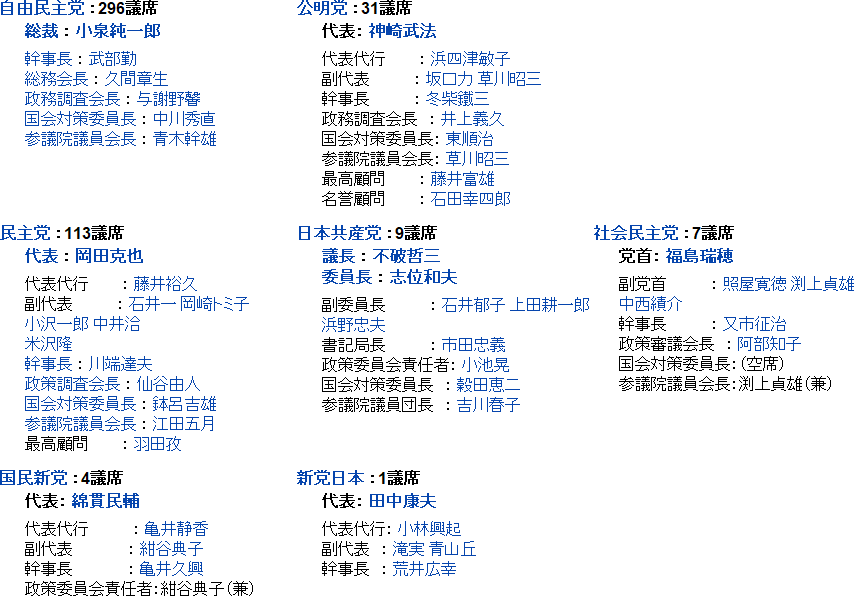 自由民主党：296議席
総裁：小泉純一郎
幹事長：武部勤
総務会長：久間章生
政務調査会長：与謝野馨
国会対策委員長：中川秀直
参議院議員会長：青木幹雄
公明党：31議席
代表：神崎武法
代表代行　　：浜四津敏子
副代表　　　：坂口力 草川昭三
幹事長　　　：冬柴鐵三
政務調査会長　：井上義久
国会対策委員長：東順治
参議院議員会長：草川昭三
最高顧問　　：藤井富雄
名誉顧問　　：石田幸四郎
民主党：113議席
代表：岡田克也
代表代行　　：藤井裕久
副代表　　　：石井一 岡崎トミ子
小沢一郎 中井洽
米沢隆
幹事長：川端達夫
政策調査会長：仙谷由人
国会対策委員長：鉢呂吉雄
参議院議員会長：江田五月
最高顧問　　：羽田孜
日本共産党：9議席
議長：不破哲三
委員長：志位和夫
副委員長　　　：石井郁子 上田耕一郎
浜野忠夫
書記局長　　　：市田忠義
政策委員会責任者：小池晃
国会対策委員長　：穀田恵二
参議院議員団長　：吉川春子
社会民主党：7議席
党首：福島瑞穂
副党首　　　：照屋寛徳 渕上貞雄
中西績介
幹事長　　　：又市征治
政策審議会長　：阿部知子
国会対策委員長：（空席）
参議院議員会長：渕上貞雄（兼）
国民新党：4議席
代表：綿貫民輔
代表代行　　　：亀井静香
副代表　　　　：紺谷典子
幹事長　　　　：亀井久興
政策委員会責任者：紺谷典子（兼）
新党日本：1議席
代表：田中康夫
代表代行：小林興起
副代表　：滝実 青山丘
幹事長　：荒井広幸